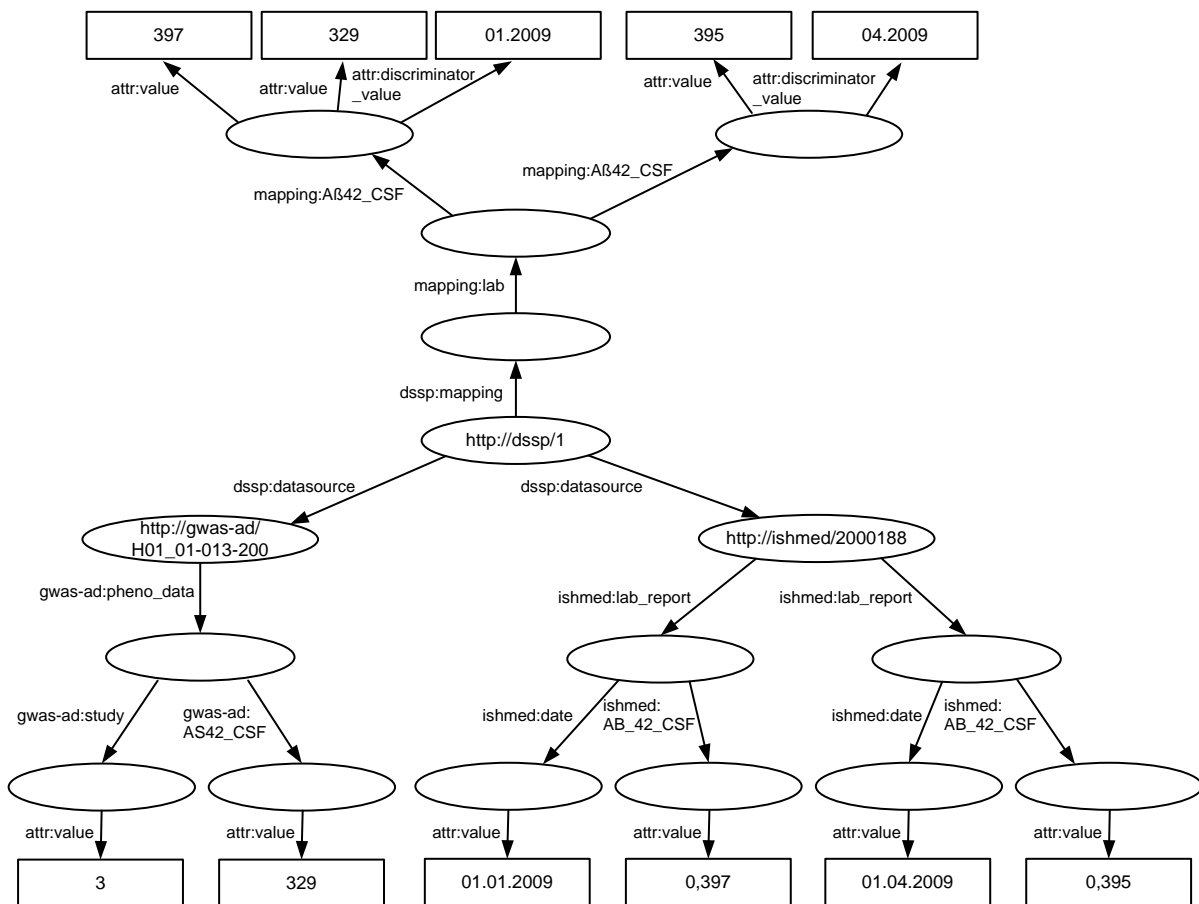 397
329
01.2009
395
04.2009
attr:value
attr:value
attr:discriminator
_value
attr:value
attr:discriminator
_value
mapping:Aß42_CSF
mapping:Aß42_CSF
mapping:lab
dssp:mapping
http://dssp/1
dssp:datasource
dssp:datasource
http://gwas-ad/
H01_01-013-200
http://ishmed/2000188
gwas-ad:pheno_data
ishmed:lab_report
ishmed:lab_report
gwas-ad:study
gwas-ad:
AS42_CSF
ishmed:date
ishmed:
AB_42_CSF
ishmed:date
ishmed:
AB_42_CSF
attr:value
attr:value
attr:value
attr:value
attr:value
attr:value
3
329
01.01.2009
0,397
01.04.2009
0,395